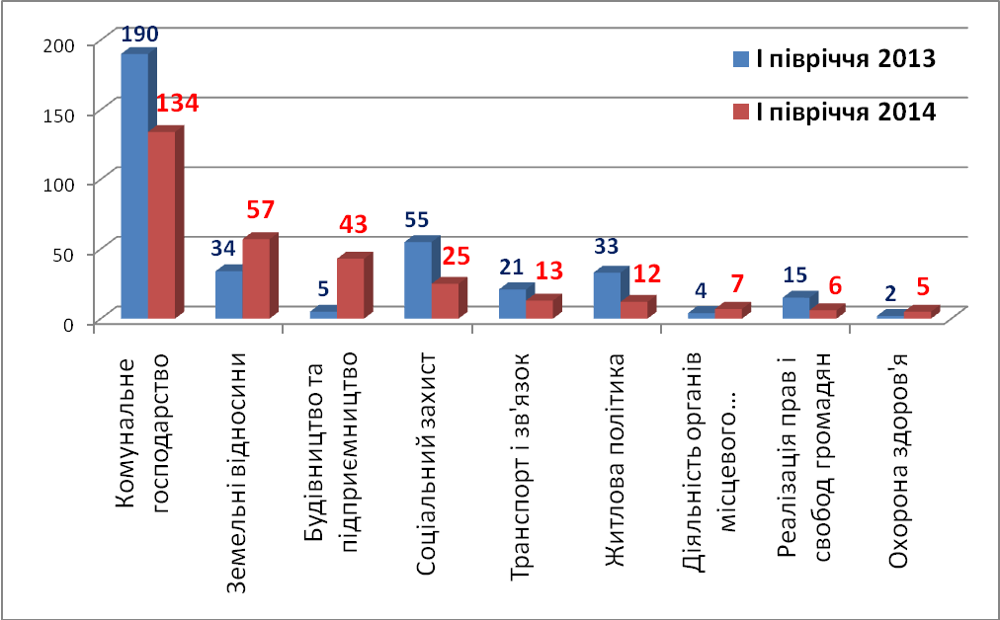 І півріччя 2013
І півріччя 2014
200
150
100
50
0
190
134
34
57
5
43
55
25
21
13
33
12
4
7
15
6
2
5
Комунальне
господарство
Земельні відносини
Будівництво та
підприємництво
Соціальний захист
Транспорт і зв'язок
Житлова політика
Діяльність органів
місцевого...
Реалізація прав і
свобод громадян
Охорона здоров'я